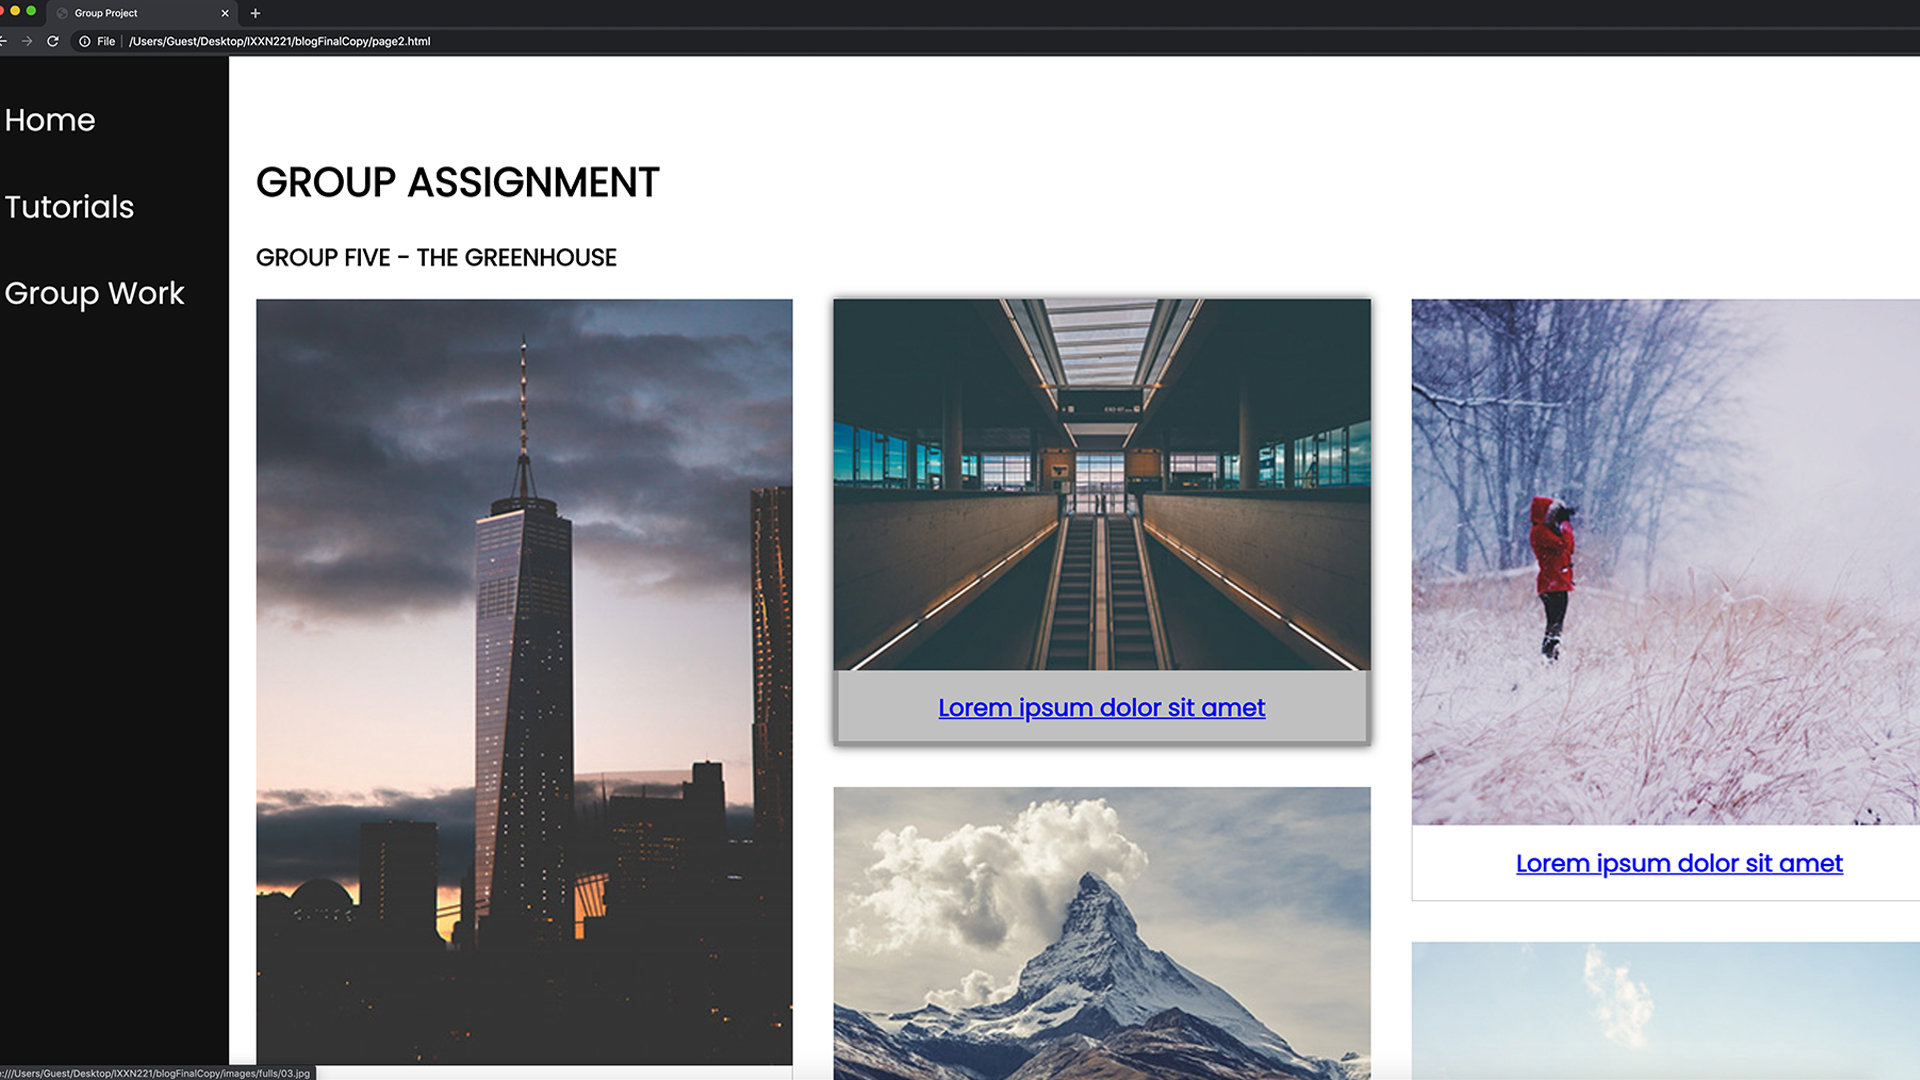 Group Project
File | /Users/Guest/Desktop/IXXN221/blogFinalCopy/page2.html
Home
Tutorials
Group Work
GROUP ASSIGNMENT
GROUP FIVE - THE GREENHOUSE
Lorem ipsum dolor sit amet
Lorem ipsum dolor sit amet
:///Users/Guest/Desktop/IXXN221/blogFinalCopy/images/fulls/03.jpg